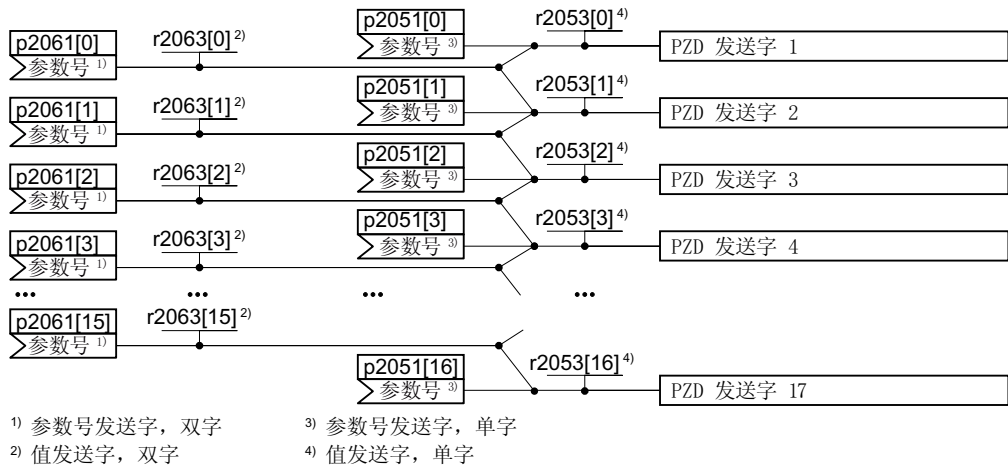 p2051[0] r2053[0] 4)
p2061[0] r2063[0] 2) 参数号 3) PZD 发送字 1
参数号 1)
p2051[1] r2053[1] 4)
p2061[1] r2063[1] 2) 参数号 3) PZD 发送字 2
参数号 1)
p2051[2] r2053[2] 4)
p2061[2] r2063[2] 2) 参数号 3) PZD 发送字 3
参数号 1)
p2051[3] r2053[3] 4)
p2061[3] r2063[3] 2) 参数号 3) PZD 发送字 4
参数号 1)
... ... ... ...
p2061[15] r2063[15] 2)
参数号 1)
p2051[16] r2053[16] 4)
参数号 3) PZD 发送字 17
1) 参数号发送字，双字 3) 参数号发送字，单字
2) 值发送字，双字 4) 值发送字，单字